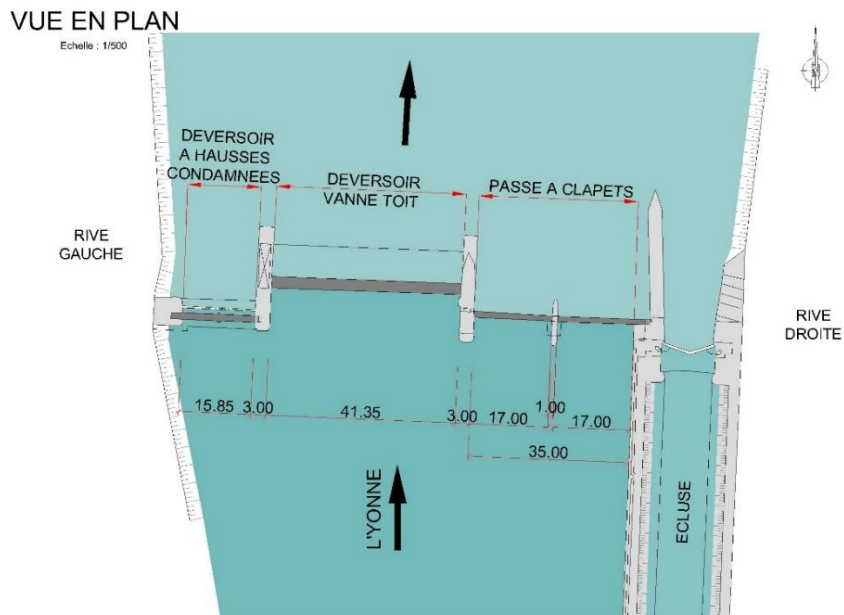 VUE EN PLAN
Echelle : 1/500
DEVERSOIR
A HAUSSES
CONDAMNEES
DEVERSOIR
VANNE TOIT
PASSE A CLAPETS
RIVE
GAUCHE
RIVE
DROITE
15.85 3.00 41.35 3.00 17.00 1.00 17.00
35.00
L'YONNE
ECLUSE